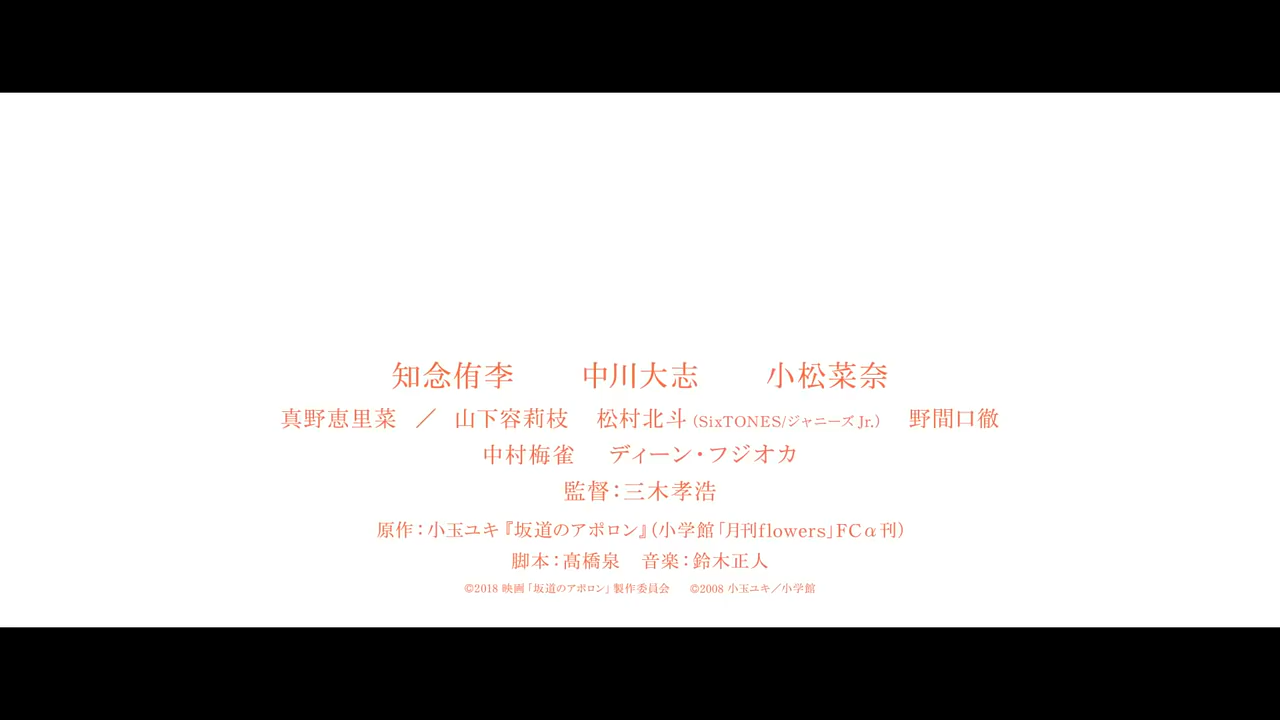 知念侑李　中川大志　小松菜奈
真野恵里菜　／　山下容莉枝　松村北斗（SixTONES/ジャニーズJr.）　野間口徹
中村梅雀　ディーン・フジオカ
監督：三木孝浩
原作：小玉ユキ『坂道のアポロン』（小学館「月刊flowers」FCα刊）
脚本：髙橋泉　音楽：鈴木正人
©2018 映画「坂道のアポロン」製作委員会　©2008 小玉ユキ／小学館